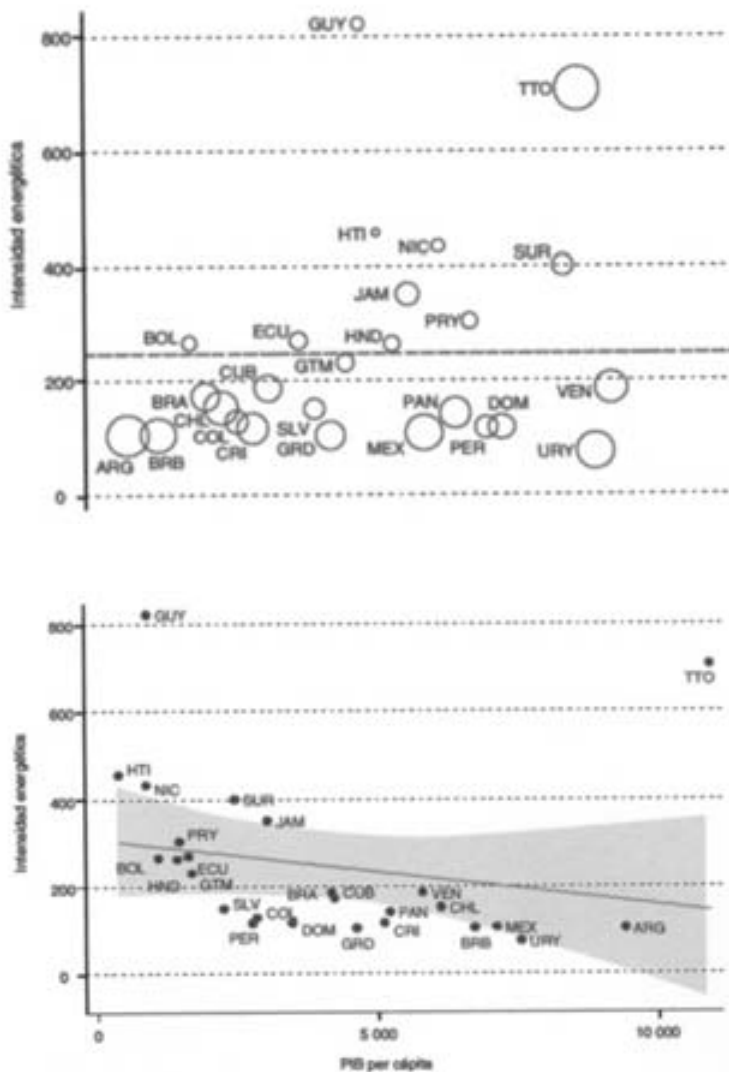 Intensidad energética
800
600
400
200
0
GUY
TTO
HTI
NIC
SUR
JAM
PRY
BOL
ECU
HND
GTM
CUB
VEN
BRA
CHL
COL
CRI
ARG
BRB
SLV
GRD
PAN
DOM
MEX
PER
URY
Intensidad energética
800
600
400
200
0
GUY
TTO
HTI
NIC
SUR
JAM
PRY
BOL
ECU
HND
GTM
BRA
CUB
VEN
SLV
COL
PAN
CHL
PER
DOM
GRD
CRI
BRB
MEX
URY
ARG
0 5 000 10 000
PIB per cápita